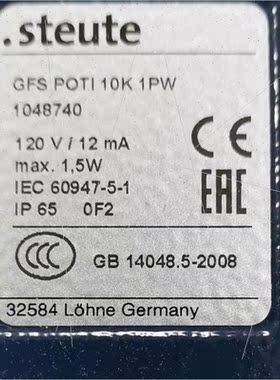 .steute
GFS POTI 10K 1PW
1048740
120 V / 12 mA
max. 1,5W
IEC 60947-5-1
IP 65 0F2
CE
EAC
CCC
GB 14048.5-2008
32584 Löhne Germany